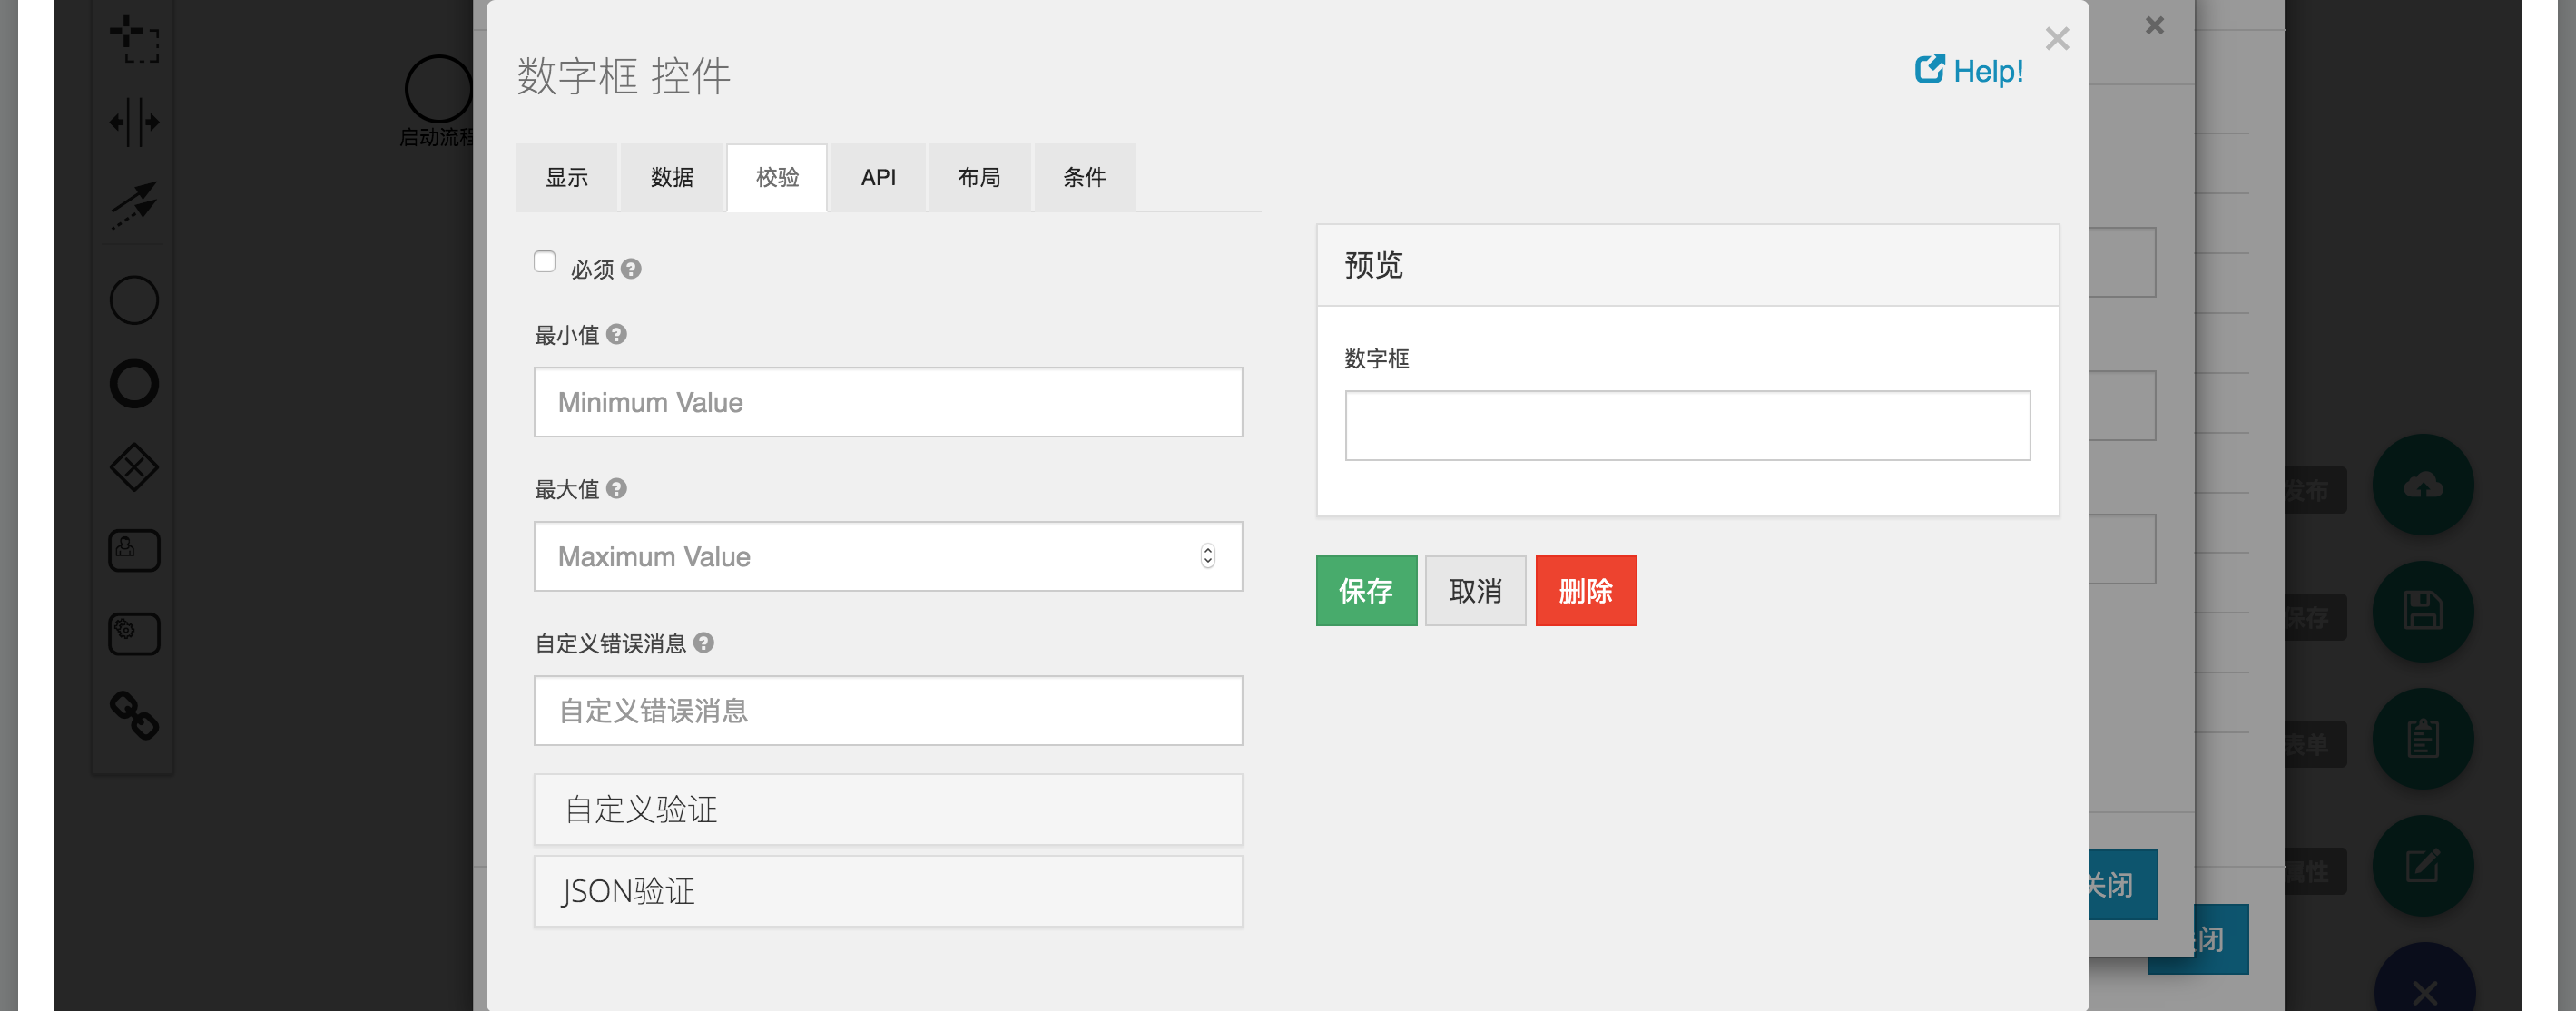 启动流程
数字框 控件
Help!
显示
数据
校验
API
布局
条件
必须
最小值
Minimum Value
最大值
Maximum Value
自定义错误消息
自定义错误消息
自定义验证
JSON验证
预览
数字框
保存
取消
删除
发布
保存
表单
属性
关闭
闭